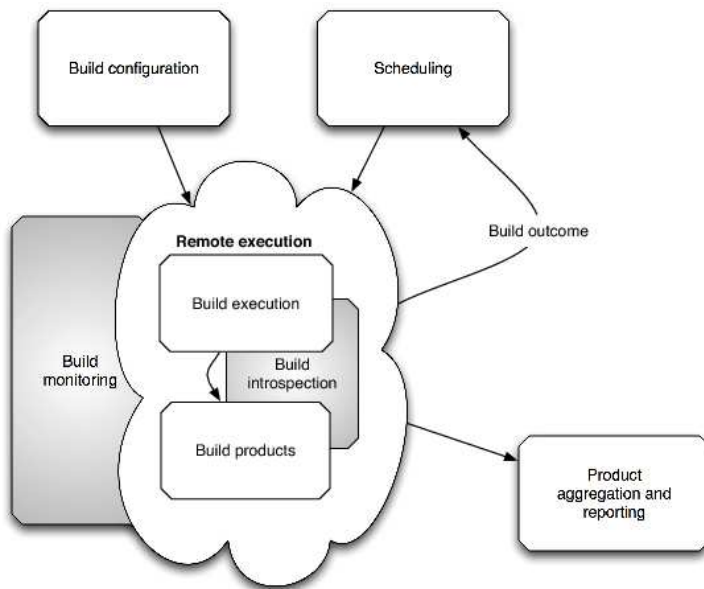 Build configuration
Scheduling
Build outcome
Remote execution
Build execution
Build
monitoring
Build
introspection
Build products
Product
aggregation and
reporting